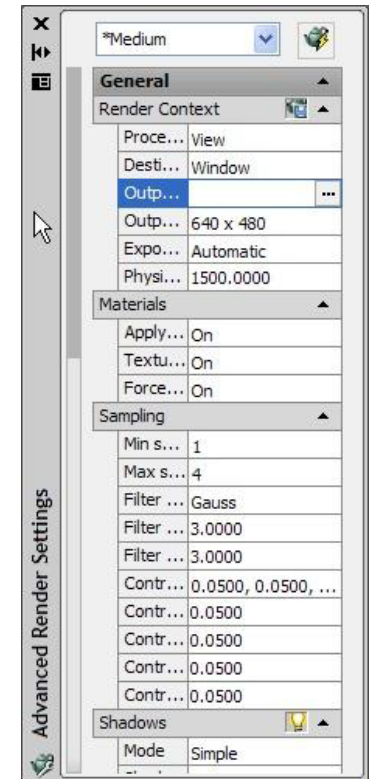 *Medium
General
Render Context
Proce... View
Desti... Window
Outp... ...
Outp... 640 x 480
Expo... Automatic
Physi... 1500.0000
Materials
Apply... On
Textu... On
Force... On
Sampling
Min s... 1
Max s... 4
Filter ... Gauss
Filter ... 3.0000
Filter ... 3.0000
Contr... 0.0500, 0.0500, ...
Contr... 0.0500
Contr... 0.0500
Contr... 0.0500
Contr... 0.0500
Shadows
Mode Simple
Advanced Render Settings